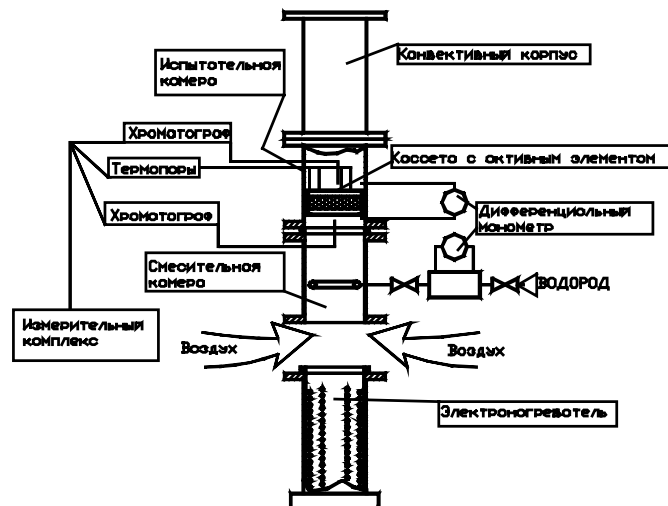 Испытательная
камера
Конвективный корпус
Хроматограф
Термопары
Кассета с активным элементом
Хроматограф
Дифференциальный
манометр
Смесительная
камера
ВОДОРОД
Измерительный
комплекс
Воздух
Воздух
Электронагреватель